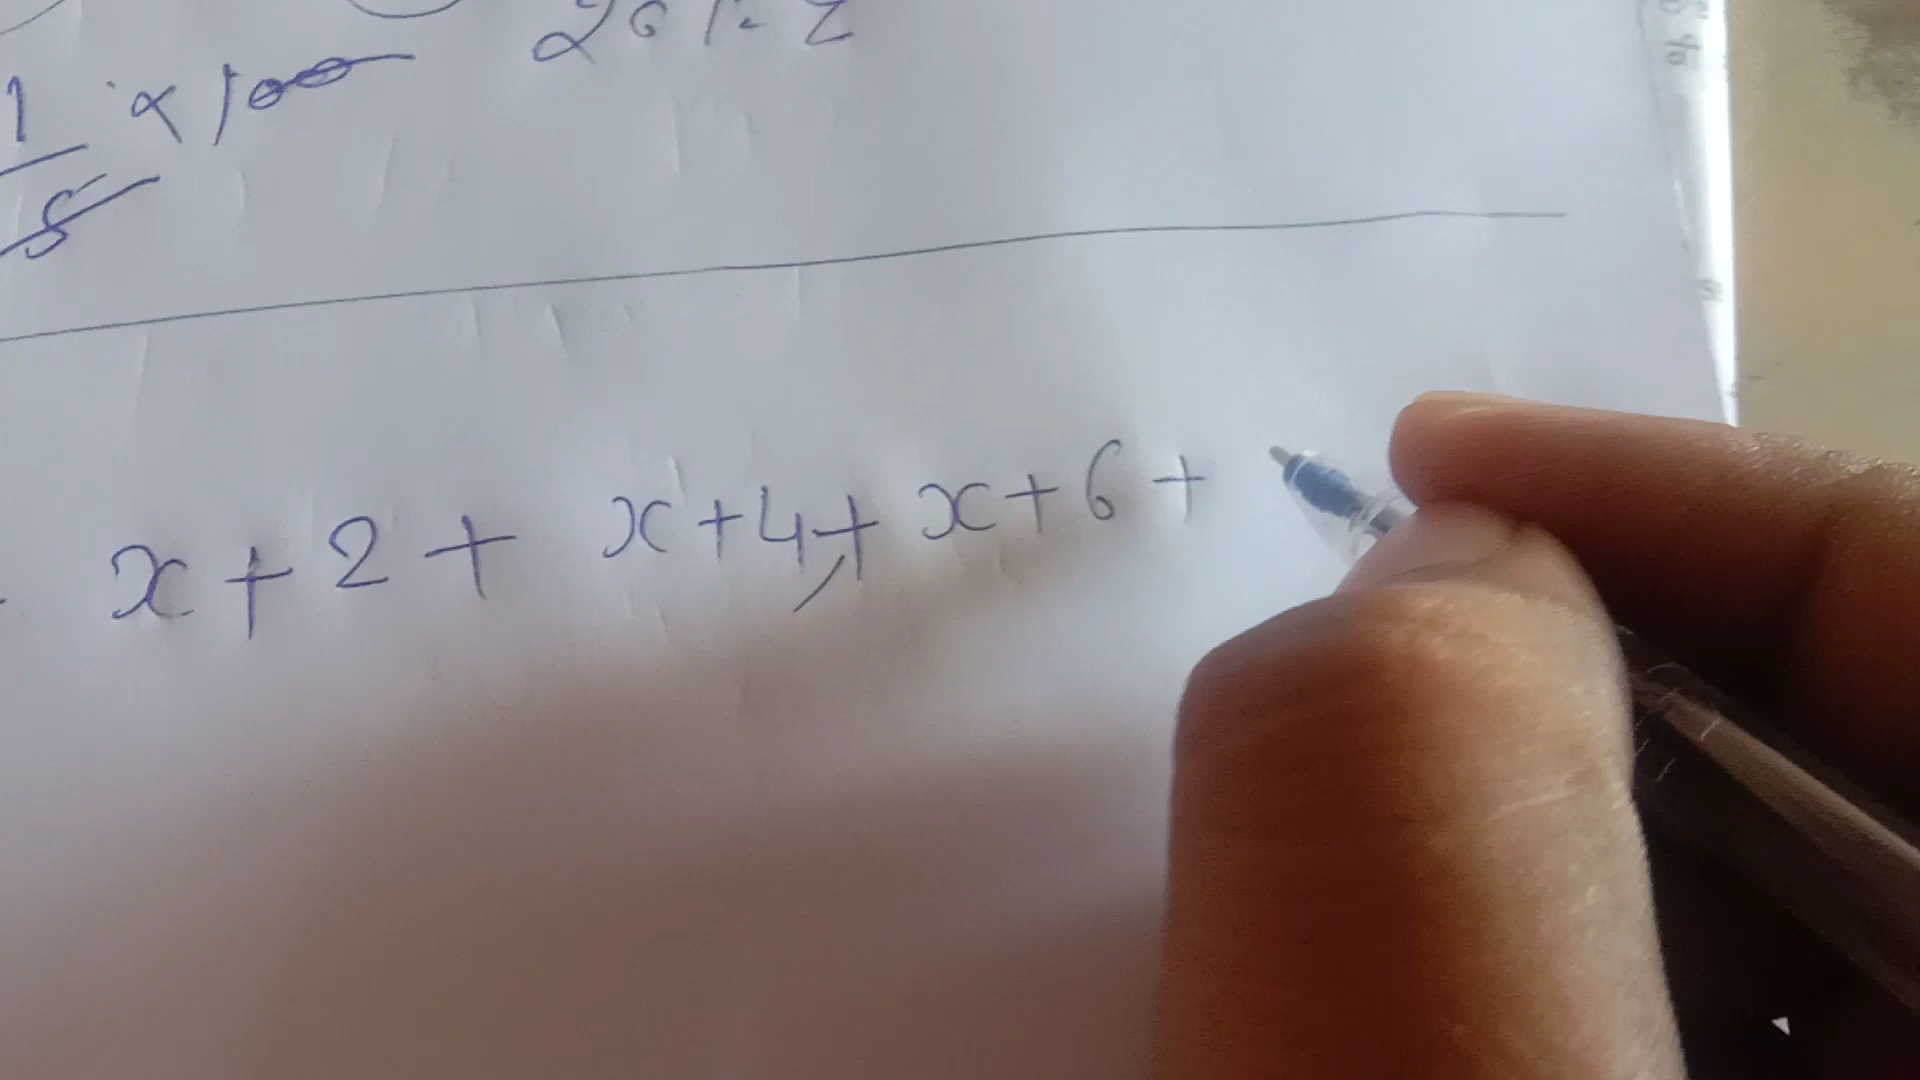 1/5 × 100
x + 2 + x + 4 + x + 6 +